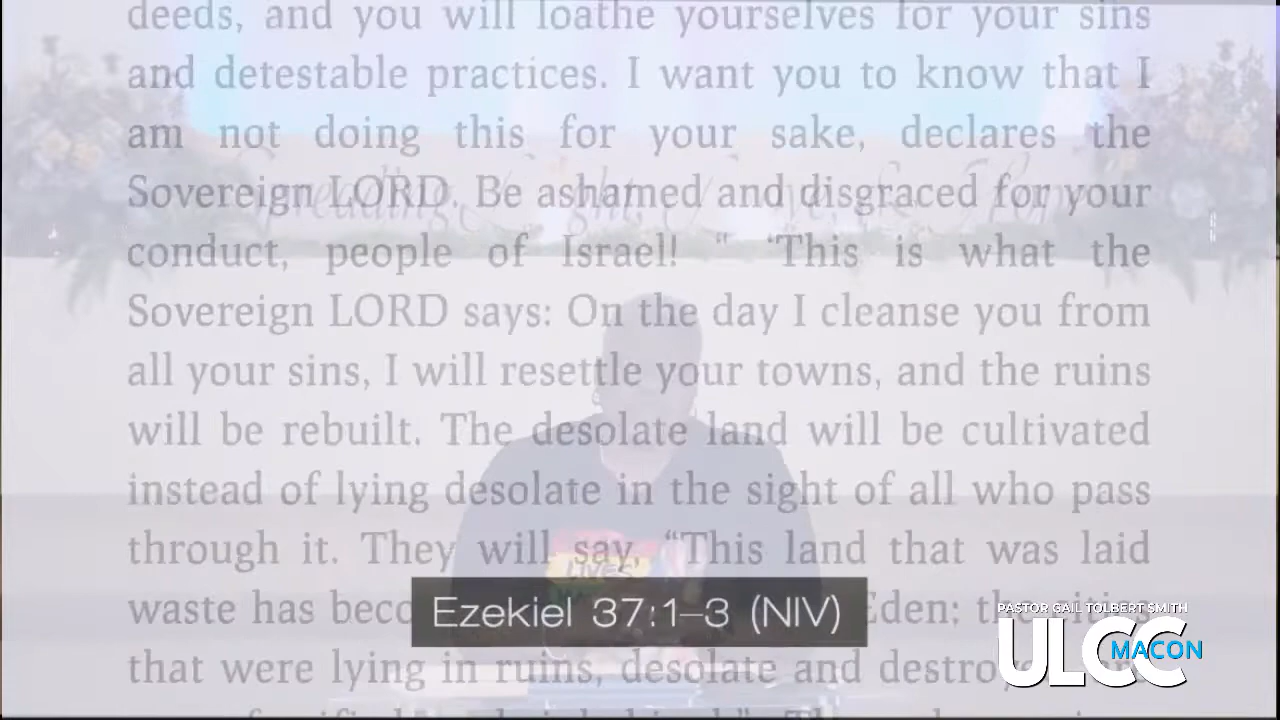 deeds, and you will loathe yourselves for your sins
and detestable practices. I want you to know that I
am not doing this for your sake, declares the
Sovereign LORD. Be ashamed and disgraced for your
conduct, people of Israel! " ‘This is what the
Sovereign LORD says: On the day I cleanse you from
all your sins, I will resettle your towns, and the ruins
will be rebuilt. The desolate land will be cultivated
instead of lying desolate in the sight of all who pass
through it. They will say, “This land that was laid
LIVES
waste has Eden; the cities
Ezekiel 37:1–3 (NIV)
PASTOR GAIL TOLBERT SMITH
ULCC
MACON
that were lying in ruins, desolate and